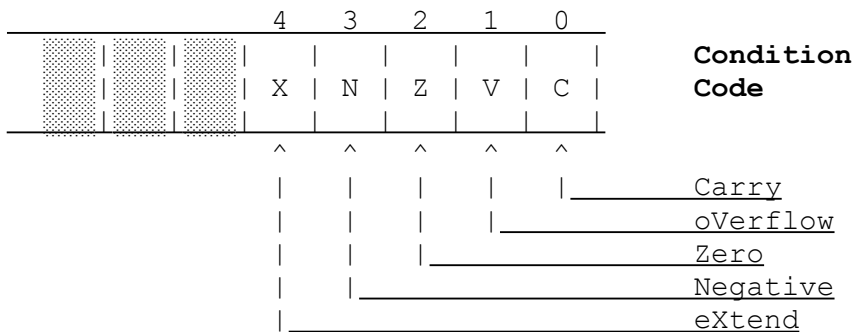 4 3 2 1 0
Condition
X N Z V C Code
^ ^ ^ ^ ^
Carry
oVerflow
Zero
Negative
eXtend